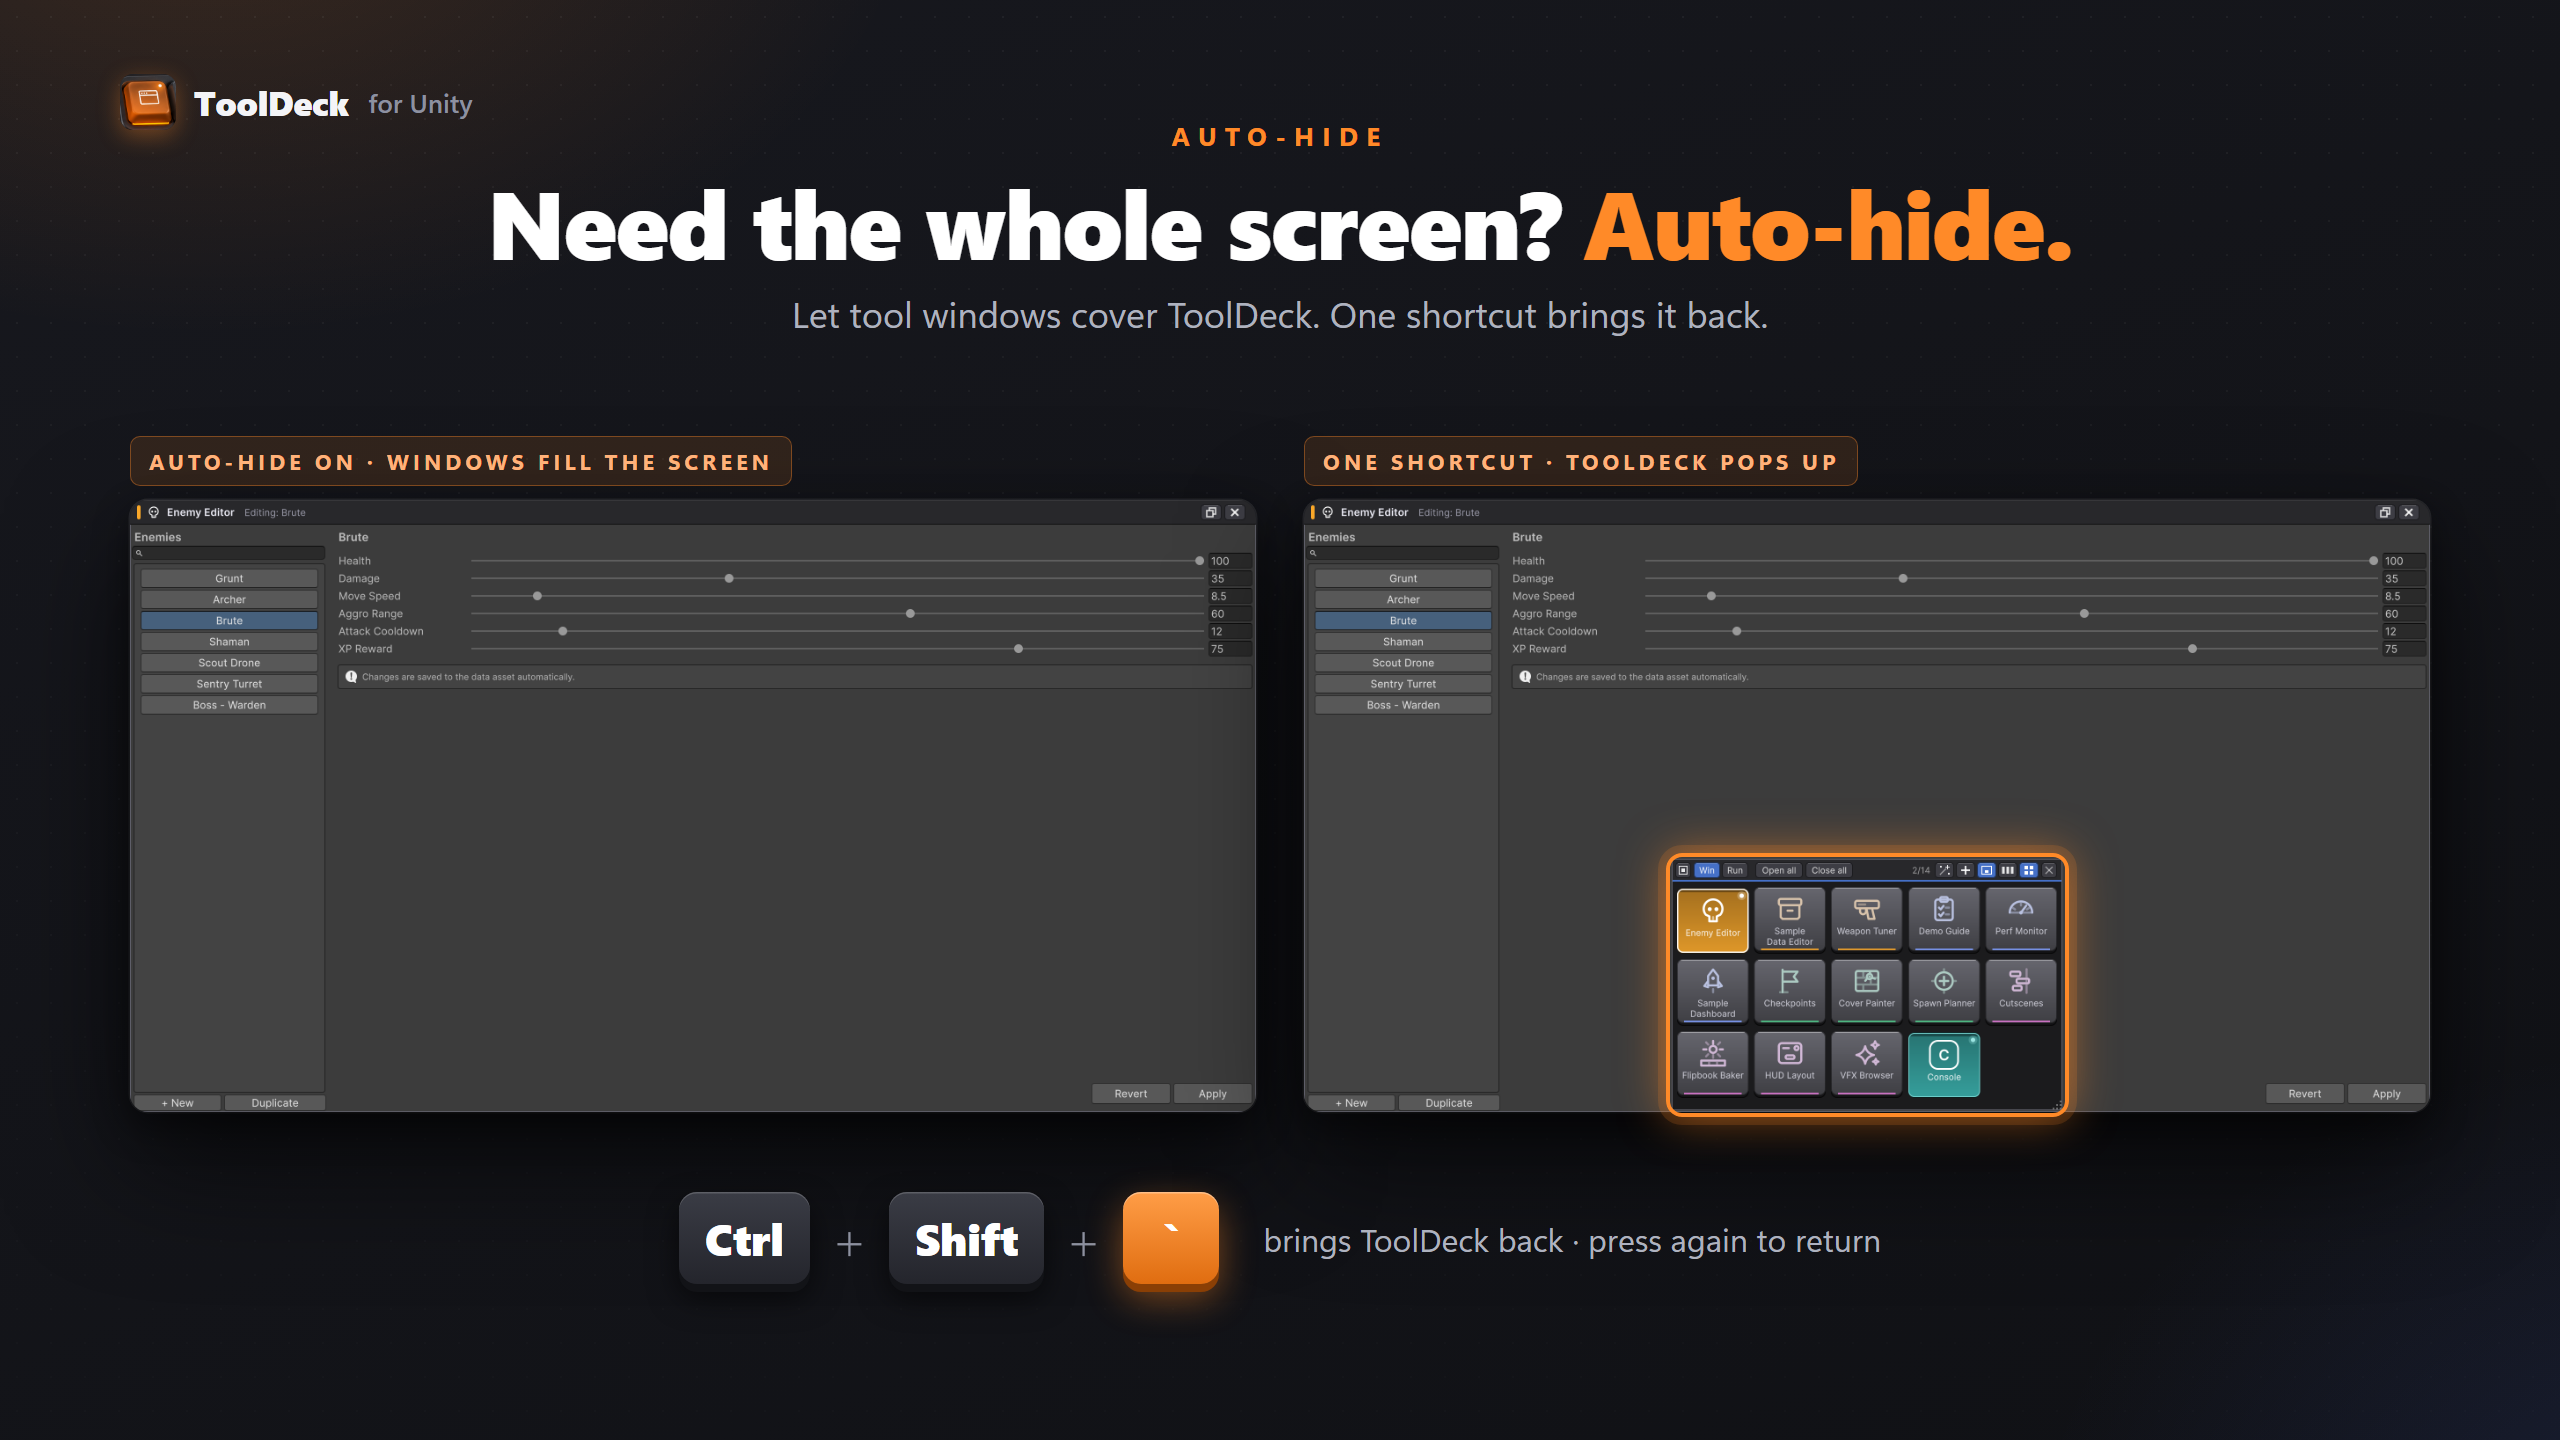 ToolDeck for Unity
AUTO-HIDE
Need the whole screen? Auto-hide.
Let tool windows cover ToolDeck. One shortcut brings it back.
AUTO-HIDE ON · WINDOWS FILL THE SCREEN
Enemy Editor Editing: Brute
Enemies
Grunt
Archer
Brute
Shaman
Scout Drone
Sentry Turret
Boss - Warden
+ New Duplicate
Brute
Health 100
Damage 35
Move Speed 8.5
Aggro Range 60
Attack Cooldown 12
XP Reward 75
Changes are saved to the data asset automatically.
Revert Apply
ONE SHORTCUT · TOOLDECK POPS UP
Enemy Editor Editing: Brute
Enemies
Grunt
Archer
Brute
Shaman
Scout Drone
Sentry Turret
Boss - Warden
+ New Duplicate
Brute
Health 100
Damage 35
Move Speed 8.5
Aggro Range 60
Attack Cooldown 12
XP Reward 75
Changes are saved to the data asset automatically.
Win Run Open all Close all 2/14
Enemy Editor
Sample
Data Editor
Weapon Tuner
Demo Guide
Perf Monitor
Sample
Dashboard
Checkpoints
Cover Painter
Spawn Planner
Cutscenes
Flipbook Baker
HUD Layout
VFX Browser
C
Console
Revert Apply
Ctrl + Shift + ` brings ToolDeck back · press again to return